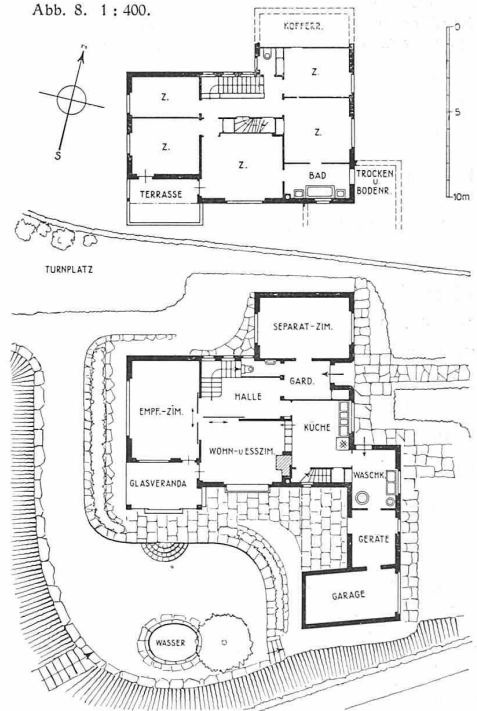 Abb. 8. 1 : 400.
KOFFERR.
N
S
0
5
10m
Z.
Z.
Z.
Z.
Z.
BAD
TERRASSE
TROCKEN
U.
BODENR.
TURNPLATZ
SEPARAT-ZIM.
HALLE
GARD.
EMPF.-ZIM.
KÜCHE
WOHN-U ESSZIM.
GLASVERANDA
WASCHK.
GERÄTE
GARAGE
WASSER